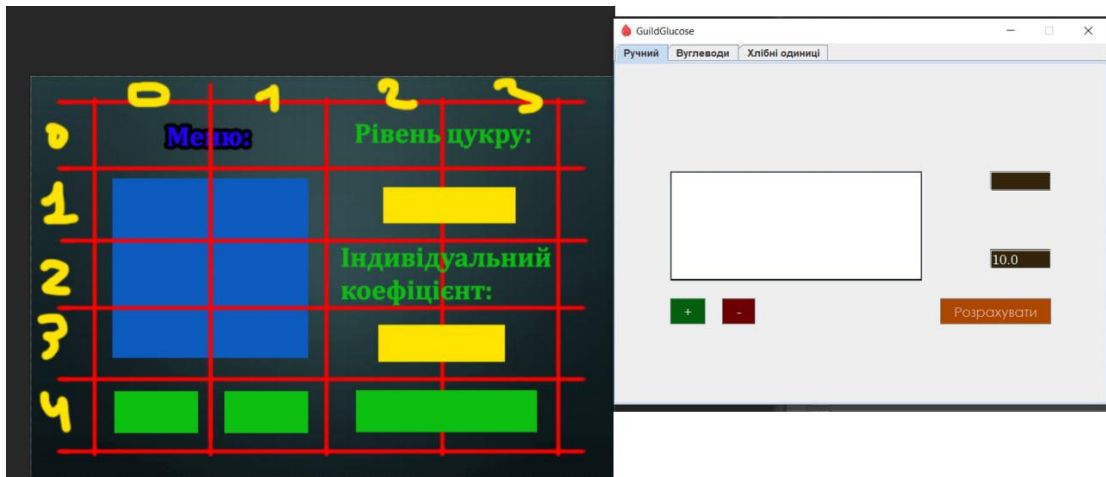 0 1 2 3
0
Меню:
Рівень цукру:
1
2
Індивідуальний
коефіцієнт:
3
4
GuildGlucose
Ручний Вуглеводи Хлібні одиниці
10.0
+ - Розрахувати